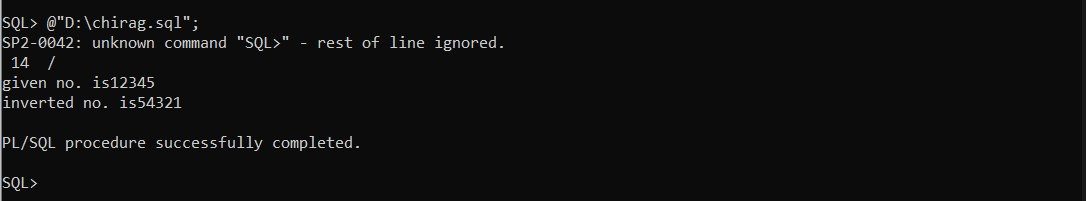 SQL> @"D:\chirag.sql";
SP2-0042: unknown command "SQL>" - rest of line ignored.
 14  /
given no. is12345
inverted no. is54321

PL/SQL procedure successfully completed.

SQL>